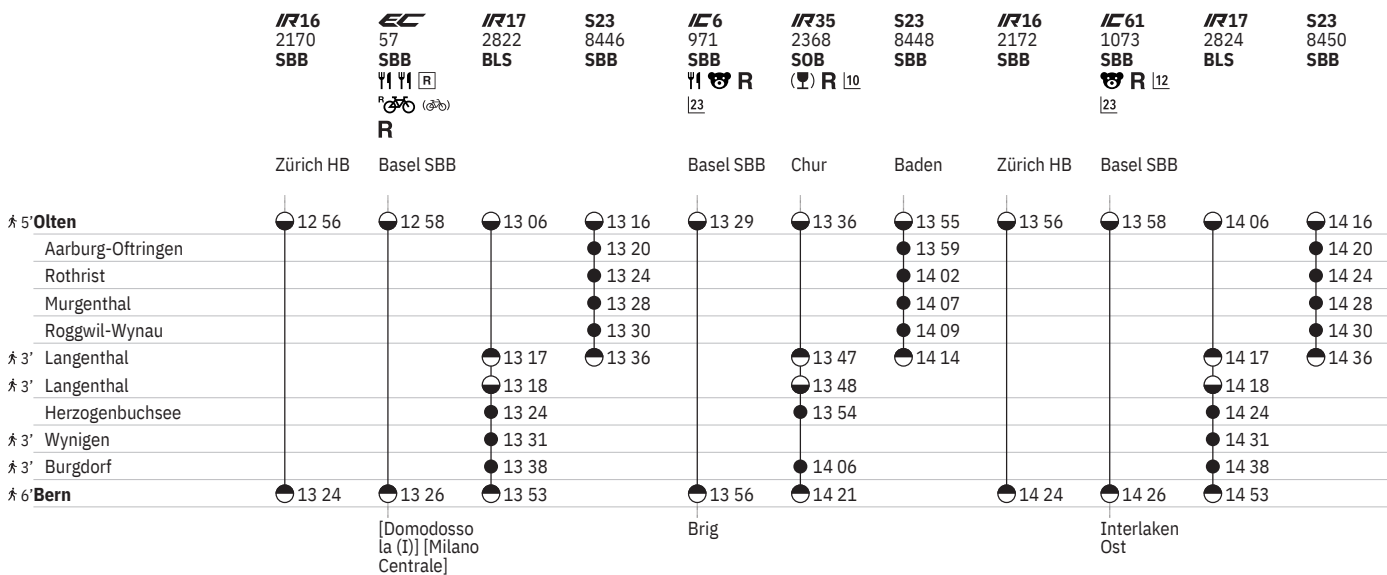 IR16 EC IR17 S23 IC6 IR35 S23 IR16 IC61 IR17 S23
2170 57 2822 8446 971 2368 8448 2172 1073 2824 8450
SBB SBB BLS SBB SBB SOB SBB SBB SBB BLS SBB
R R R 10 R 12
R 23 23
R
Zürich HB Basel SBB Basel SBB Chur Baden Zürich HB Basel SBB
5' Olten 12 56 12 58 13 06 13 16 13 29 13 36 13 55 13 56 13 58 14 06 14 16
Aarburg-Oftringen 13 20 13 59 14 20
Rothrist 13 24 14 02 14 24
Murgenthal 13 28 14 07 14 28
Roggwil-Wynau 13 30 14 09 14 30
3' Langenthal 13 17 13 36 13 47 14 14 14 17 14 36
3' Langenthal 13 18 13 48 14 18
Herzogenbuchsee 13 24 13 54 14 24
3' Wynigen 13 31 14 31
3' Burgdorf 13 38 14 06 14 38
6' Bern 13 24 13 26 13 53 13 56 14 21 14 24 14 26 14 53
[Domodosso Brig Interlaken
la (I)] [Milano Ost
Centrale]